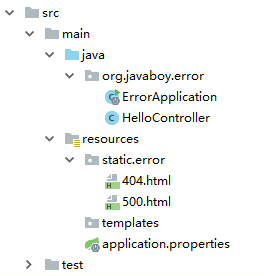 src
main
java
org.javaboy.error
ErrorApplication
HelloController
resources
static.error
404.html
500.html
templates
application.properties
test